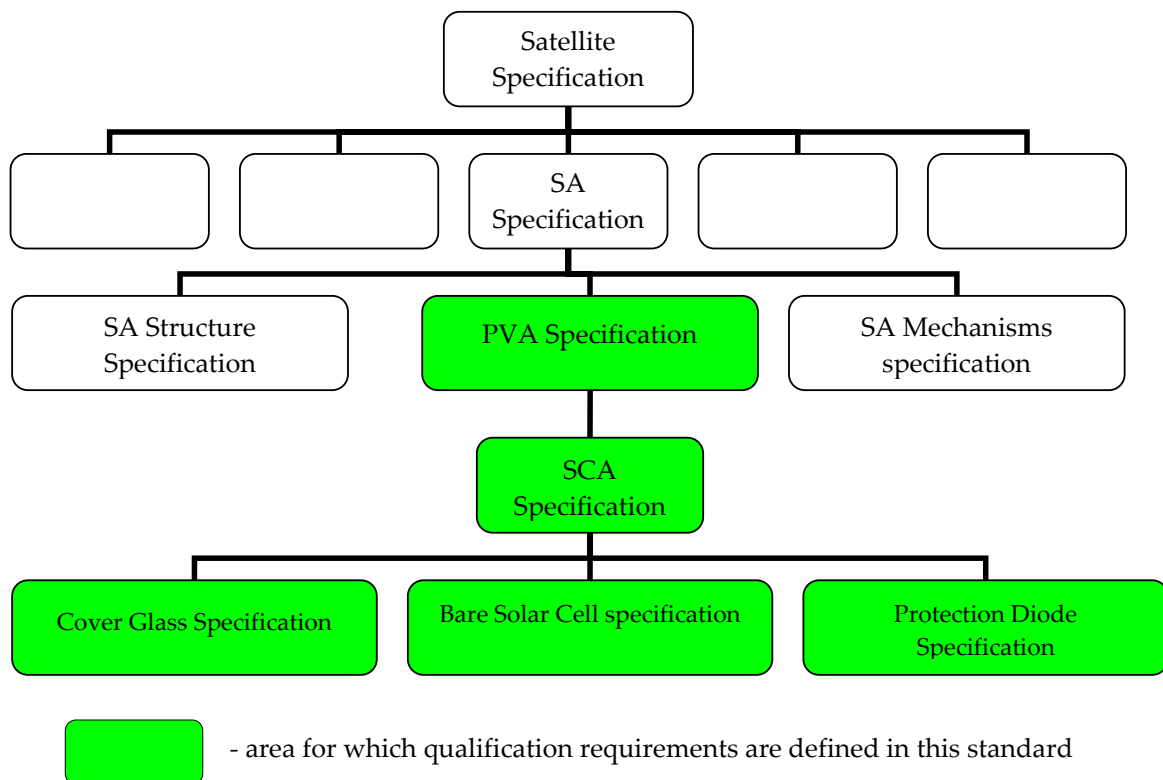 Satellite
Specification
SA
Specification
SA Structure
Specification
PVA Specification
SA Mechanisms
specification
SCA
Specification
Cover Glass Specification
Bare Solar Cell specification
Protection Diode
Specification
- area for which qualification requirements are defined in this standard